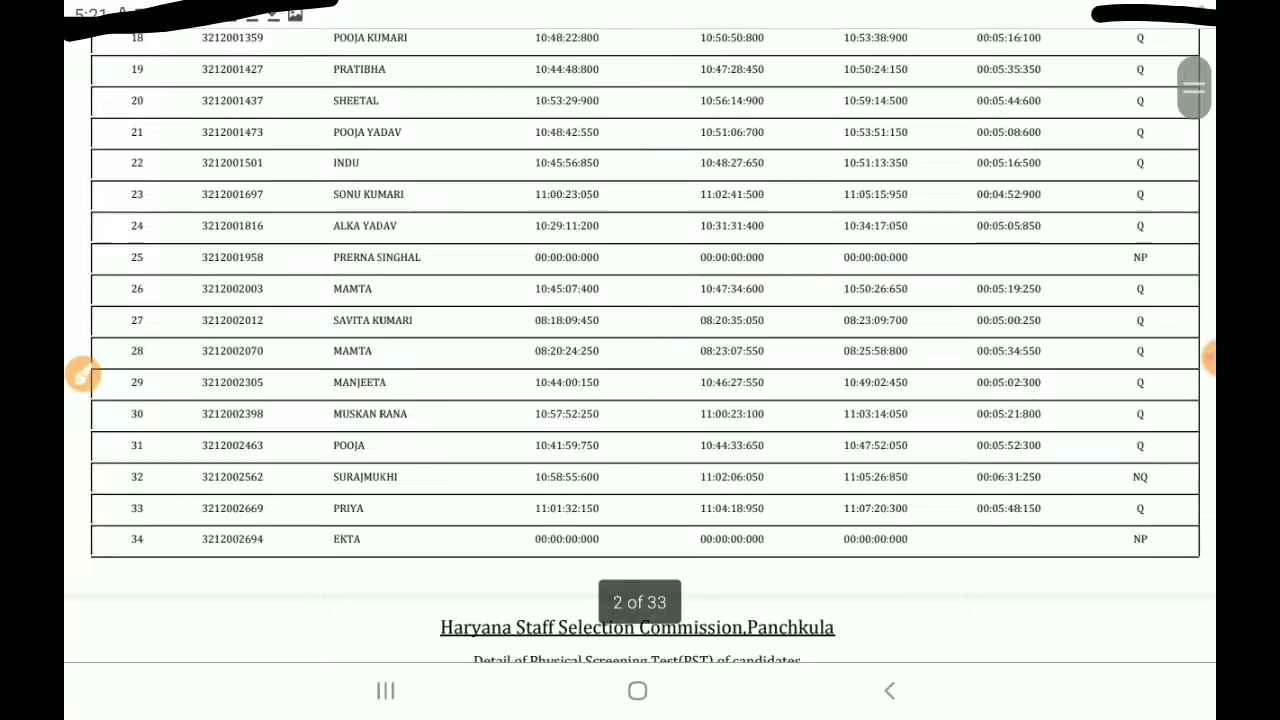 5:21
18 3212001359 POOJA KUMARI 10:48:22:800 10:50:50:800 10:53:38:900 00:05:16:100 Q
19 3212001427 PRATIBHA 10:44:48:800 10:47:28:450 10:50:24:150 00:05:35:350 Q
20 3212001437 SHEETAL 10:53:29:900 10:56:14:900 10:59:14:500 00:05:44:600 Q
21 3212001473 POOJA YADAV 10:48:42:550 10:51:06:700 10:53:51:150 00:05:08:600 Q
22 3212001501 INDU 10:45:56:850 10:48:27:650 10:51:13:350 00:05:16:500 Q
23 3212001697 SONU KUMARI 11:00:23:050 11:02:41:500 11:05:15:950 00:04:52:900 Q
24 3212001816 ALKA YADAV 10:29:11:200 10:31:31:400 10:34:17:050 00:05:05:850 Q
25 3212001958 PRERNA SINGHAL 00:00:00:000 00:00:00:000 00:00:00:000 NP
26 3212002003 MAMTA 10:45:07:400 10:47:34:600 10:50:26:650 00:05:19:250 Q
27 3212002012 SAVITA KUMARI 08:18:09:450 08:20:35:050 08:23:09:700 00:05:00:250 Q
28 3212002070 MAMTA 08:20:24:250 08:23:07:550 08:25:58:800 00:05:34:550 Q
29 3212002305 MANJEETA 10:44:00:150 10:46:27:550 10:49:02:450 00:05:02:300 Q
30 3212002398 MUSKAN RANA 10:57:52:250 11:00:23:100 11:03:14:050 00:05:21:800 Q
31 3212002463 POOJA 10:41:59:750 10:44:33:650 10:47:52:050 00:05:52:300 Q
32 3212002562 SURAJMUKHI 10:58:55:600 11:02:06:050 11:05:26:850 00:06:31:250 NQ
33 3212002669 PRIYA 11:01:32:150 11:04:18:950 11:07:20:300 00:05:48:150 Q
34 3212002694 EKTA 00:00:00:000 00:00:00:000 00:00:00:000 NP
2 of 33
Haryana Staff Selection Commission,Panchkula
Detail of Physical Screening Test(PST) of candidates